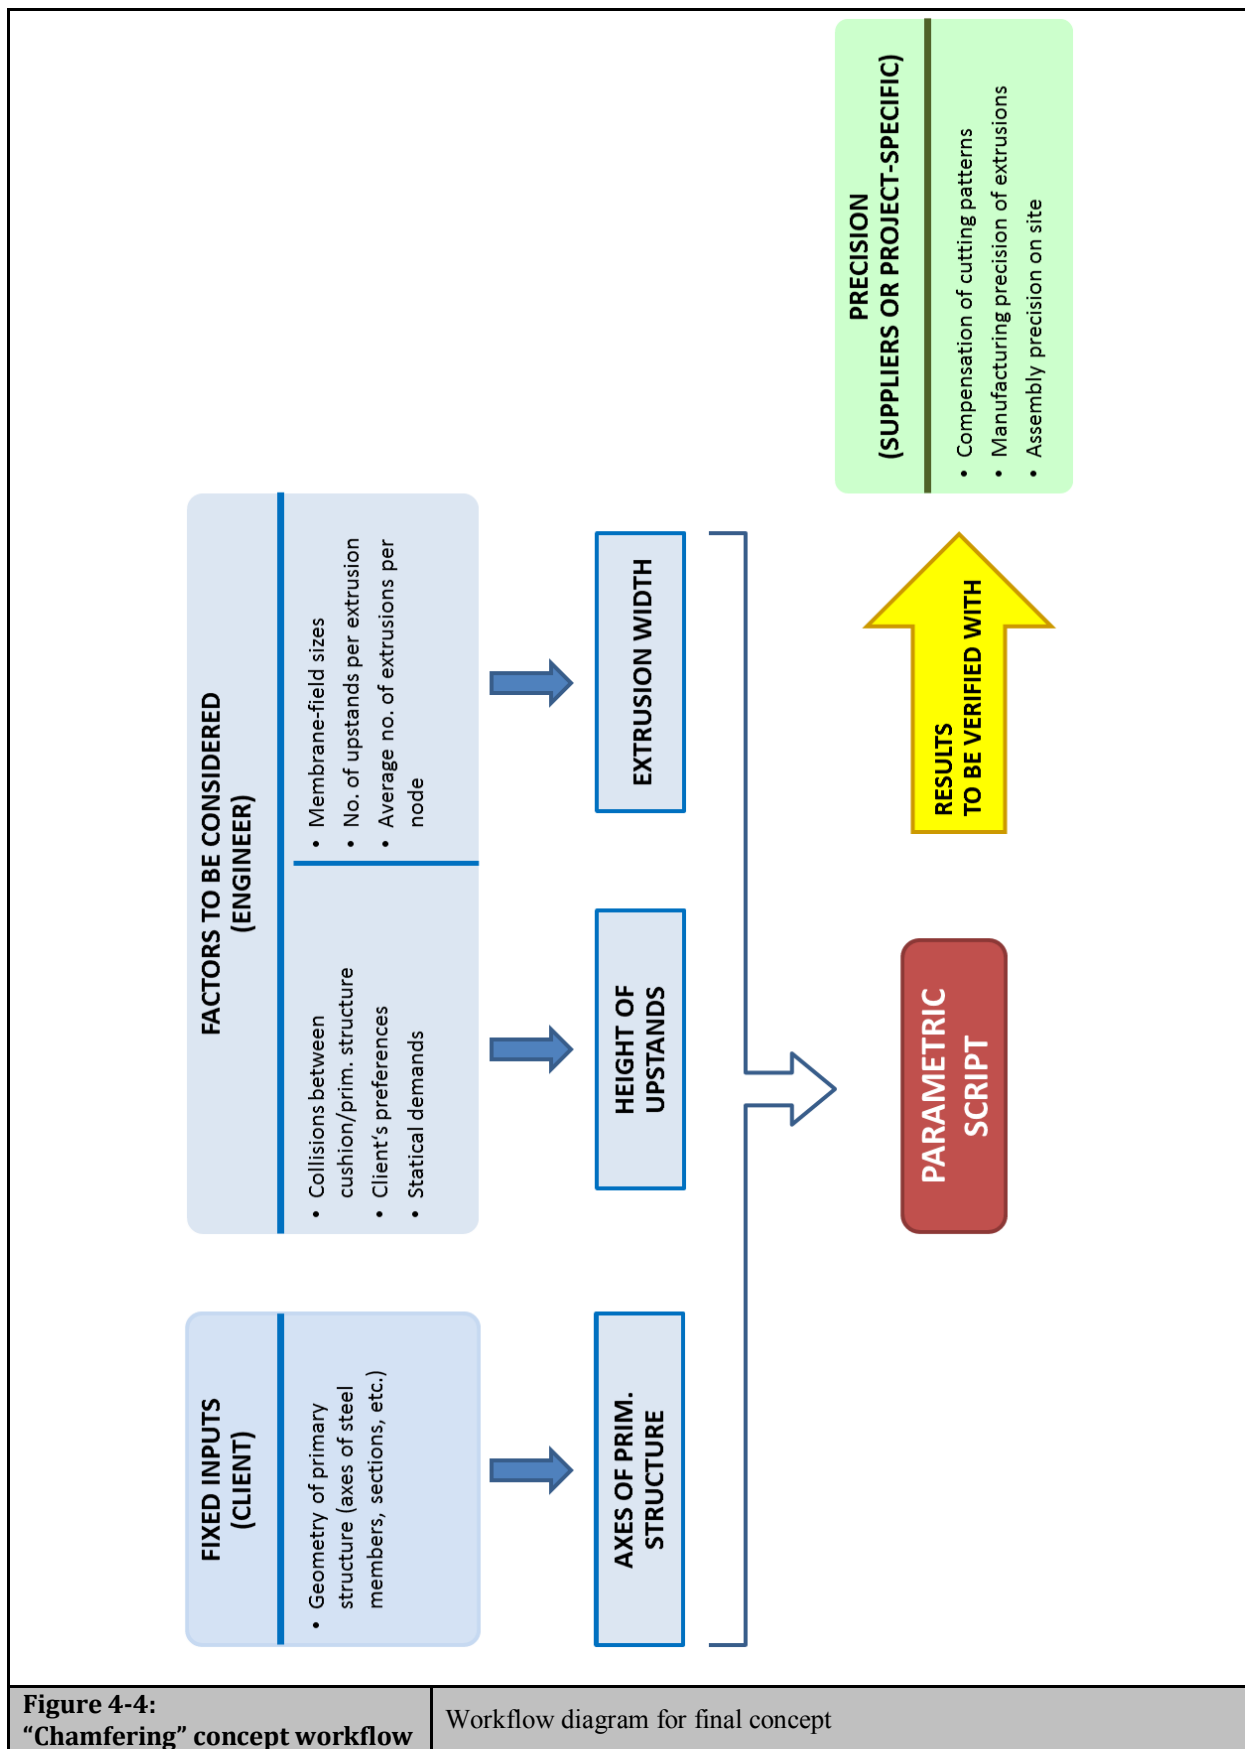 FIXED INPUTS
(CLIENT)
• Geometry of primary
structure (axes of steel
members, sections, etc.)
FACTORS TO BE CONSIDERED
(ENGINEER)
• Collisions between
cushion/prim. structure
• Client‘s preferences
• Statical demands
• Membrane-field sizes
• No. of upstands per extrusion
• Average no. of extrusions per
node
AXES OF PRIM.
STRUCTURE
HEIGHT OF
UPSTANDS
EXTRUSION WIDTH
PARAMETRIC
SCRIPT
RESULTS
TO BE VERIFIED WITH
PRECISION
(SUPPLIERS OR PROJECT-SPECIFIC)
• Compensation of cutting patterns
• Manufacturing precision of extrusions
• Assembly precision on site
Figure 4-4:
“Chamfering” concept workflow
Workflow diagram for final concept